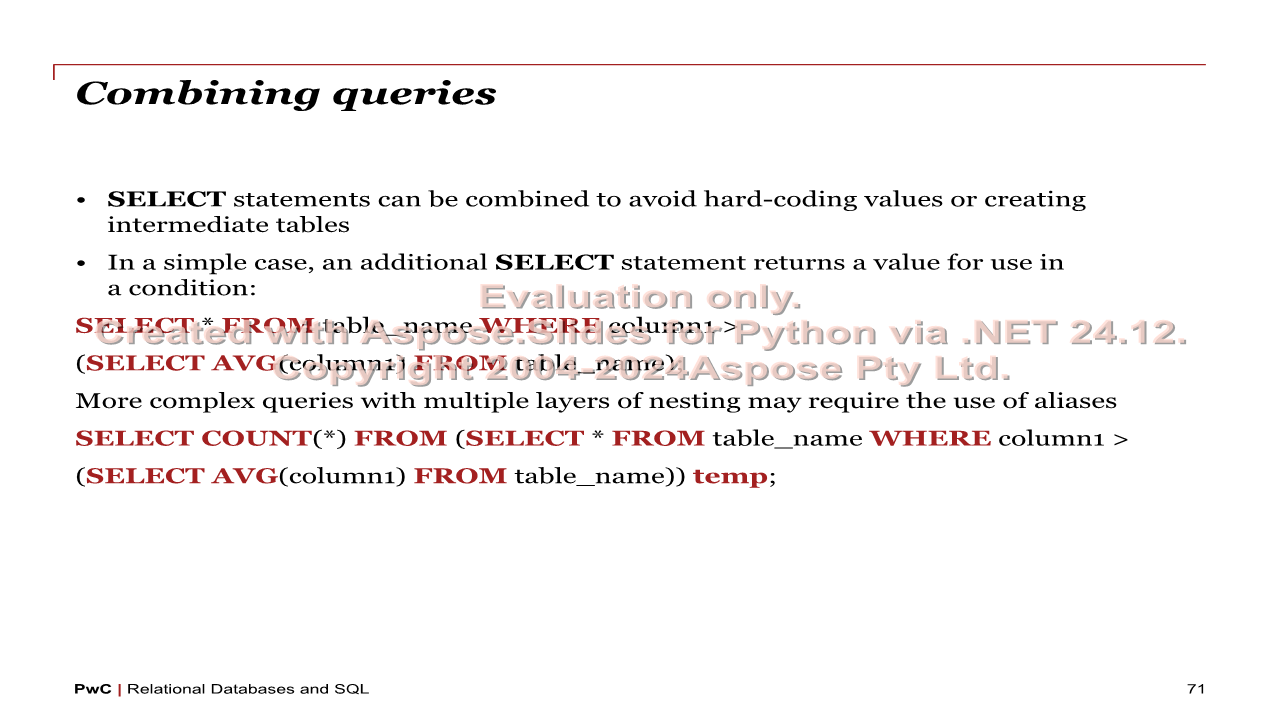 Combining queries
• SELECT statements can be combined to avoid hard-coding values or creating
intermediate tables
• In a simple case, an additional SELECT statement returns a value for use in
a condition:
Evaluation only.
SELECT * FROM table_name WHERE column1 >
Created with Aspose.Slides for Python via .NET 24.12.
(SELECT AVG(column1) FROM table_name);
Copyright 2004-2024Aspose Pty Ltd.
More complex queries with multiple layers of nesting may require the use of aliases
SELECT COUNT(*) FROM (SELECT * FROM table_name WHERE column1 >
(SELECT AVG(column1) FROM table_name)) temp;
PwC | Relational Databases and SQL
71